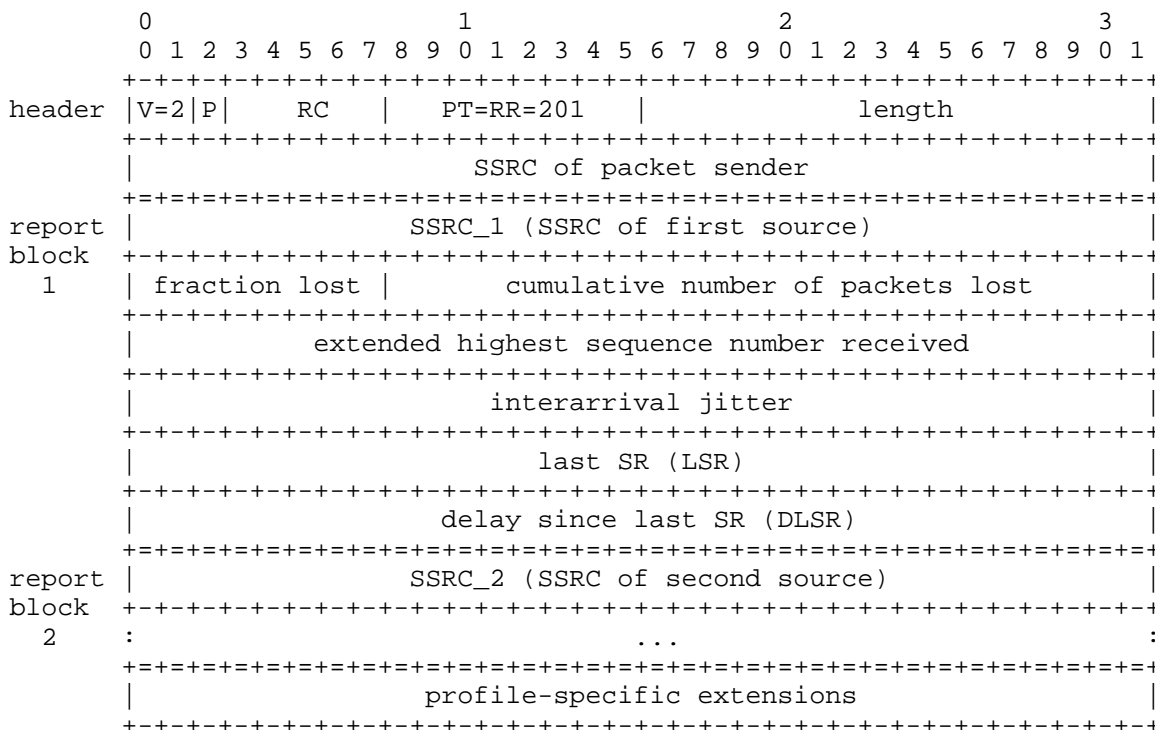 0 1 2 3
0 1 2 3 4 5 6 7 8 9 0 1 2 3 4 5 6 7 8 9 0 1 2 3 4 5 6 7 8 9 0 1
+-+-+-+-+-+-+-+-+-+-+-+-+-+-+-+-+-+-+-+-+-+-+-+-+-+-+-+-+-+-+-+-+
header |V=2|P| RC | PT=RR=201 | length |
+-+-+-+-+-+-+-+-+-+-+-+-+-+-+-+-+-+-+-+-+-+-+-+-+-+-+-+-+-+-+-+-+
| SSRC of packet sender |
+=+=+=+=+=+=+=+=+=+=+=+=+=+=+=+=+=+=+=+=+=+=+=+=+=+=+=+=+=+=+=+=+
report | SSRC_1 (SSRC of first source) |
block +-+-+-+-+-+-+-+-+-+-+-+-+-+-+-+-+-+-+-+-+-+-+-+-+-+-+-+-+-+-+-+-+
1 | fraction lost | cumulative number of packets lost |
+-+-+-+-+-+-+-+-+-+-+-+-+-+-+-+-+-+-+-+-+-+-+-+-+-+-+-+-+-+-+-+-+
| extended highest sequence number received |
+-+-+-+-+-+-+-+-+-+-+-+-+-+-+-+-+-+-+-+-+-+-+-+-+-+-+-+-+-+-+-+-+
| interarrival jitter |
+-+-+-+-+-+-+-+-+-+-+-+-+-+-+-+-+-+-+-+-+-+-+-+-+-+-+-+-+-+-+-+-+
| last SR (LSR) |
+-+-+-+-+-+-+-+-+-+-+-+-+-+-+-+-+-+-+-+-+-+-+-+-+-+-+-+-+-+-+-+-+
| delay since last SR (DLSR) |
+=+=+=+=+=+=+=+=+=+=+=+=+=+=+=+=+=+=+=+=+=+=+=+=+=+=+=+=+=+=+=+=+
report | SSRC_2 (SSRC of second source) |
block +-+-+-+-+-+-+-+-+-+-+-+-+-+-+-+-+-+-+-+-+-+-+-+-+-+-+-+-+-+-+-+-+
2 : ... :
+=+=+=+=+=+=+=+=+=+=+=+=+=+=+=+=+=+=+=+=+=+=+=+=+=+=+=+=+=+=+=+=+
| profile-specific extensions |
+-+-+-+-+-+-+-+-+-+-+-+-+-+-+-+-+-+-+-+-+-+-+-+-+-+-+-+-+-+-+-+-+